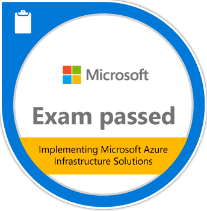 Microsoft
Exam passed
Implementing Microsoft Azure
Infrastructure Solutions